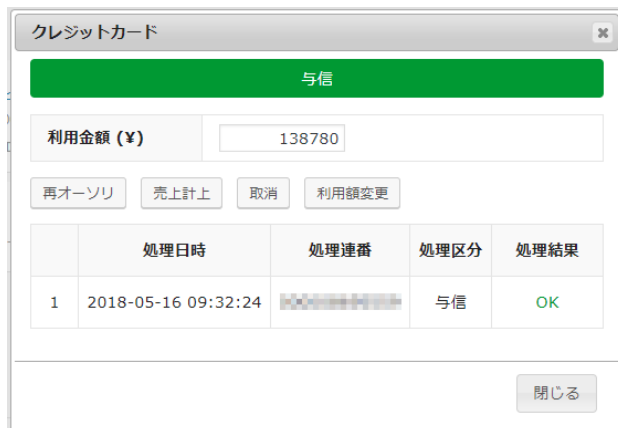 クレジットカード
与信
利用金額 (¥) 138780
再オーソリ 売上計上 取消 利用額変更
処理日時 処理連番 処理区分 処理結果
1 2018-05-16 09:32:24 与信 OK
閉じる